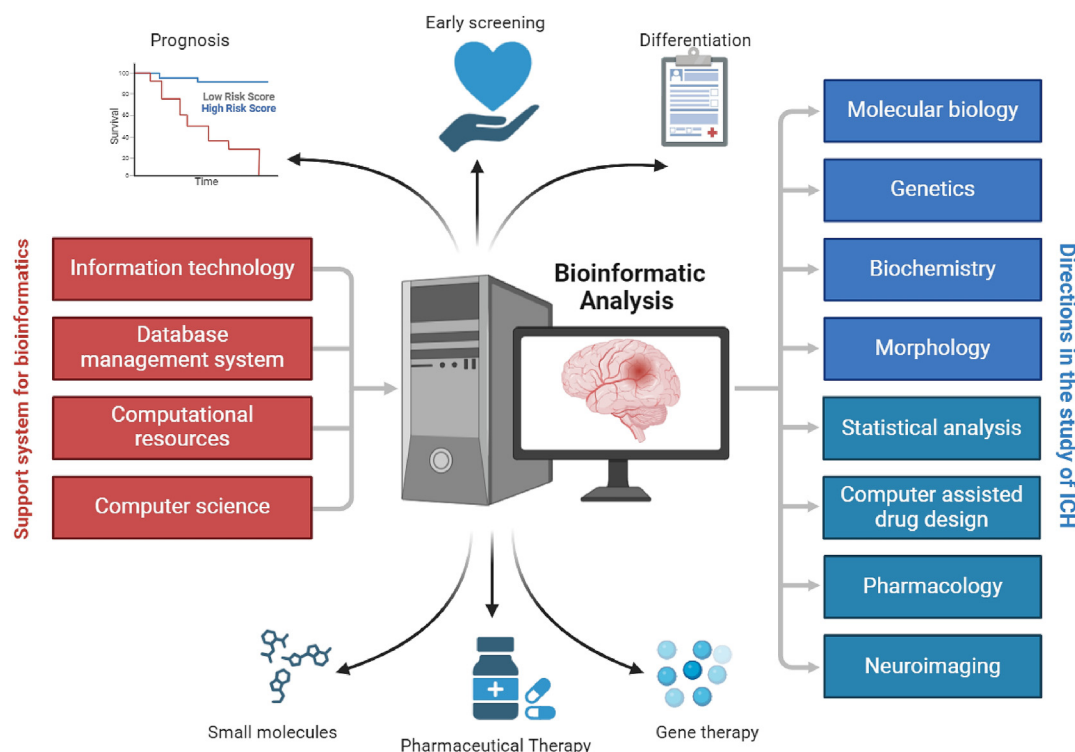 Prognosis
Early screening
Differentiation
100
80
60
40
20
0
Survival
Time
Low Risk Score
High Risk Score
Support system for bioinformatics
Information technology
Database
management system
Computational
resources
Computer science
Bioinformatic
Analysis
Molecular biology
Genetics
Biochemistry
Morphology
Statistical analysis
Computer assisted
drug design
Pharmacology
Neuroimaging
Directions in the study of ICH
Small molecules
Pharmaceutical Therapy
Gene therapy